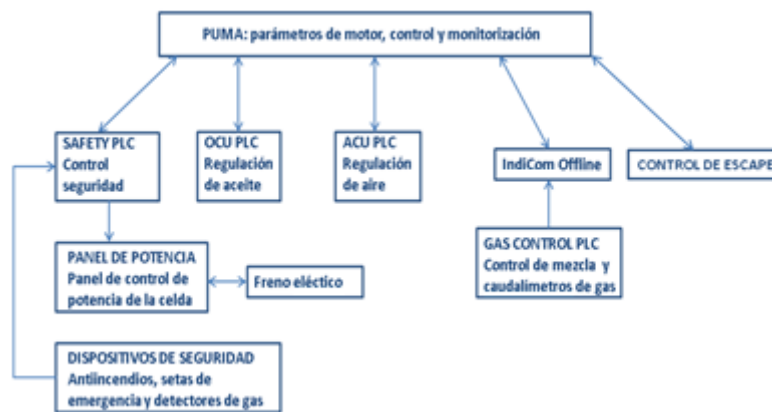 PUMA: parámetros de motor, control y monitorización
SAFETY PLC
Control
seguridad
OCU PLC
Regulación
de aceite
ACU PLC
Regulación
de aire
IndiCom Offline
CONTROL DE ESCAPE
PANEL DE POTENCIA
Panel de control de
potencia de la celda
Freno eléctico
GAS CONTROL PLC
Control de mezcla y
caudalímetros de gas
DISPOSITIVOS DE SEGURIDAD
Antiincendios, setas de
emergencia y detectores de gas